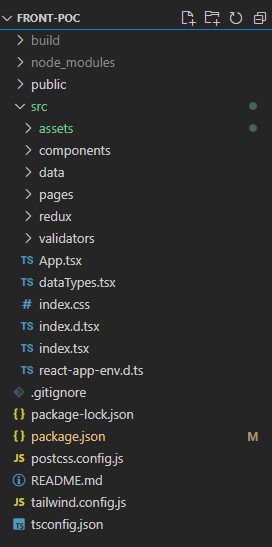 FRONT-POC
build
node_modules
public
src
assets
components
data
pages
redux
validators
TS App.tsx
TS dataTypes.tsx
# index.css
TS index.d.tsx
TS index.tsx
TS react-app-env.d.ts
.gitignore
{} package-lock.json
{} package.json M
JS postcss.config.js
README.md
JS tailwind.config.js
TS tsconfig.json